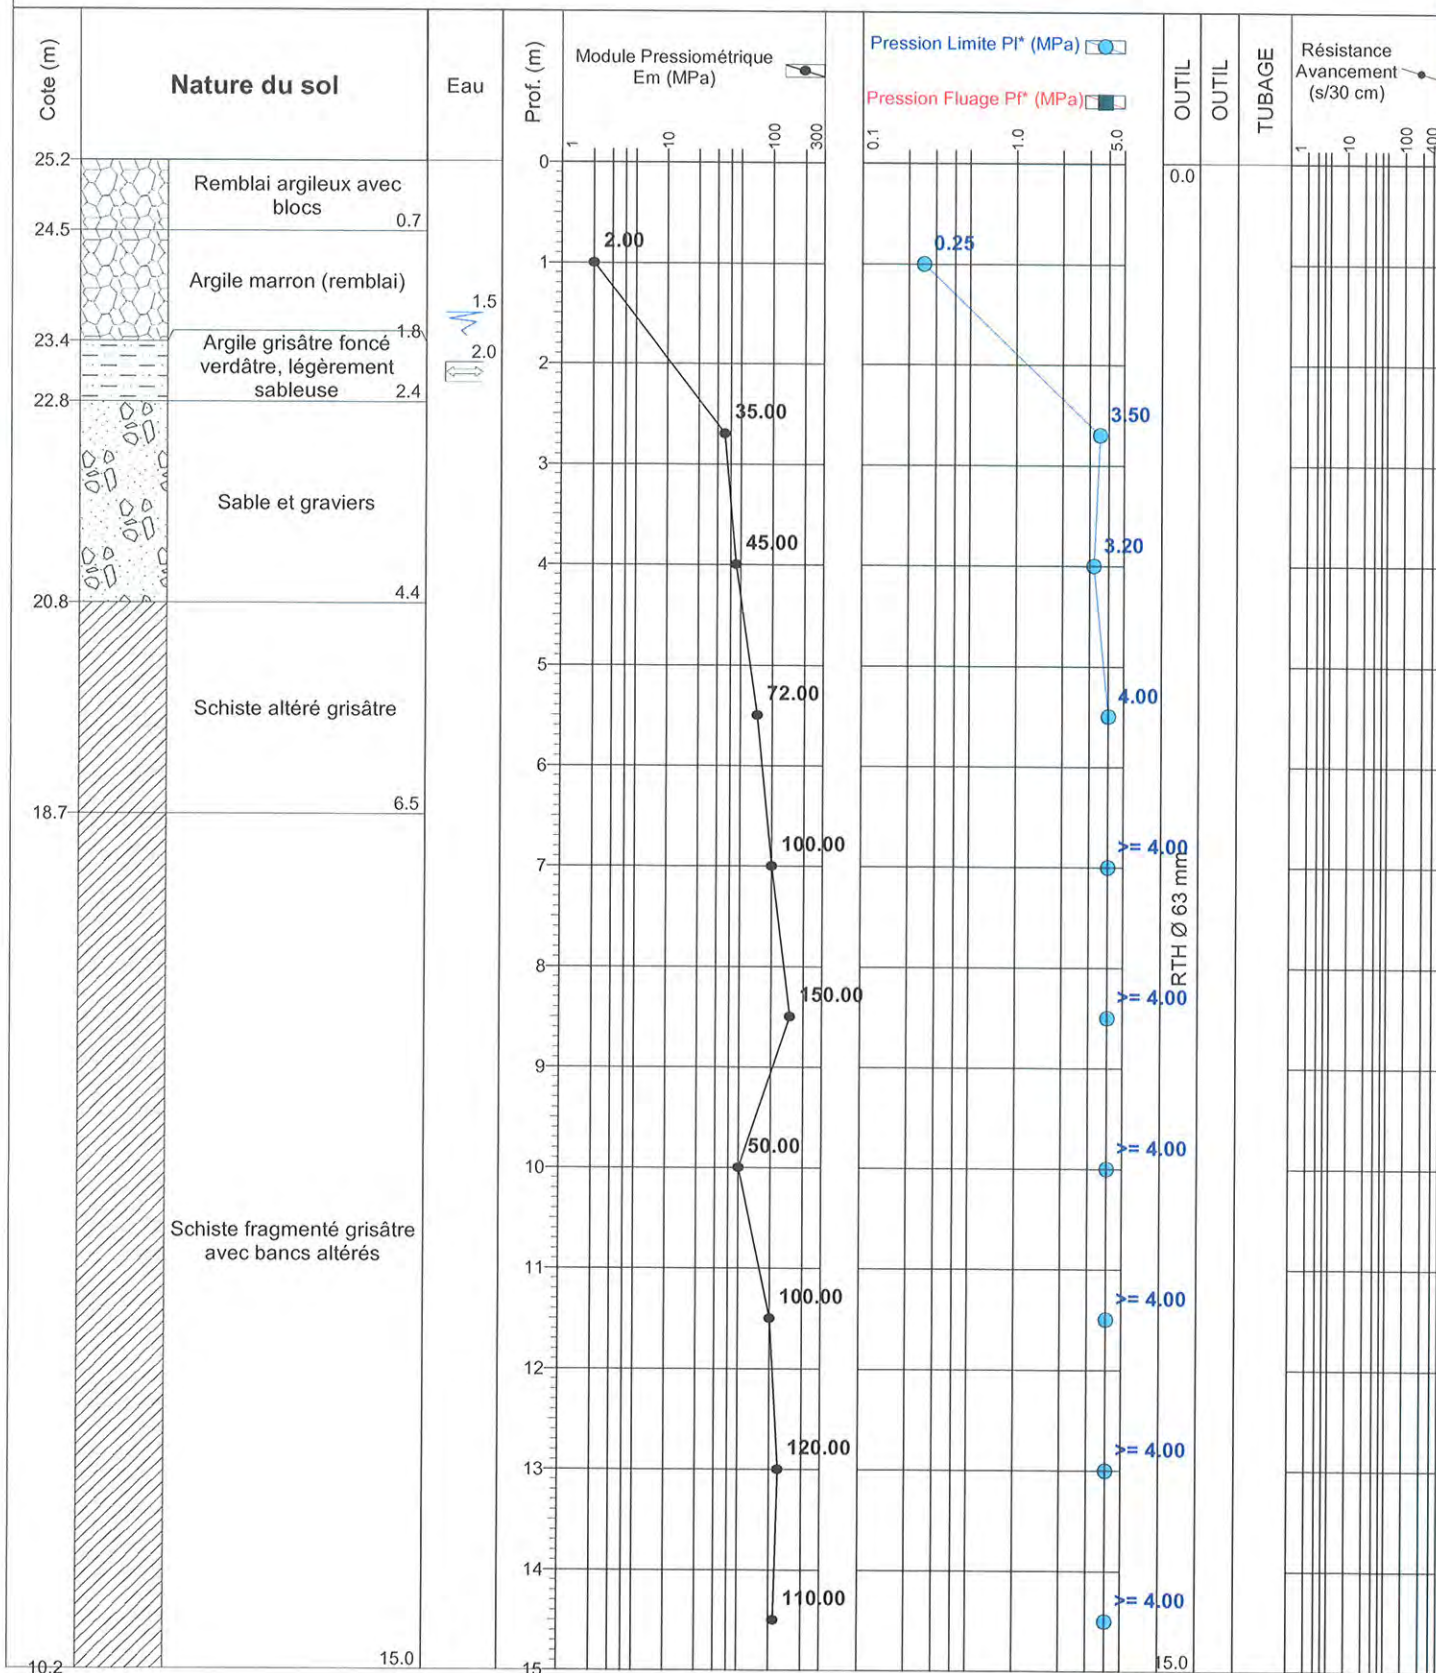 Cote (m)
Nature du sol
Eau
Prof. (m)
Module Pressiométrique
Em (MPa)
1
10
100
300
Pression Limite Pl* (MPa)
Pression Fluage Pf* (MPa)
0.1
1.0
5.0
OUTIL
OUTIL
TUBAGE
Résistance
Avancement
(s/30 cm)
1
10
100
400
25.2
24.5
23.4
22.8
20.8
18.7
10.2
Remblai argileux avec
blocs
0.7
Argile marron (remblai)
1.8
Argile grisâtre foncé
verdâtre, légèrement
sableuse
2.4
Sable et graviers
4.4
Schiste altéré grisâtre
6.5
Schiste fragmenté grisâtre
avec bancs altérés
15.0
1.5
2.0
0
1
2
3
4
5
6
7
8
9
10
11
12
13
14
15
2.00
35.00
45.00
72.00
100.00
150.00
50.00
100.00
120.00
110.00
0.25
3.50
3.20
4.00
>= 4.00
>= 4.00
>= 4.00
>= 4.00
>= 4.00
>= 4.00
0.0
RTH Ø 63 mm
15.0